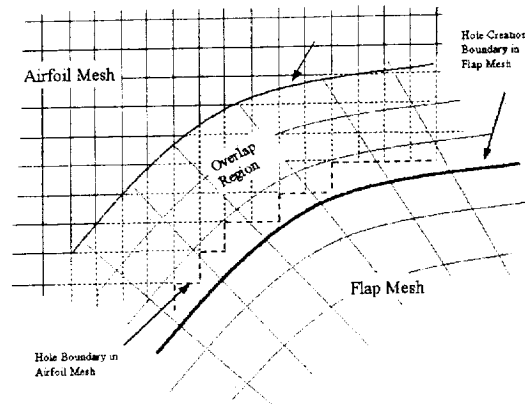 Hole-Creation
Boundary in
Flap Mesh
Airfoil Mesh
Overlap
Region
Flap Mesh
Hole Boundary in
Airfoil Mesh